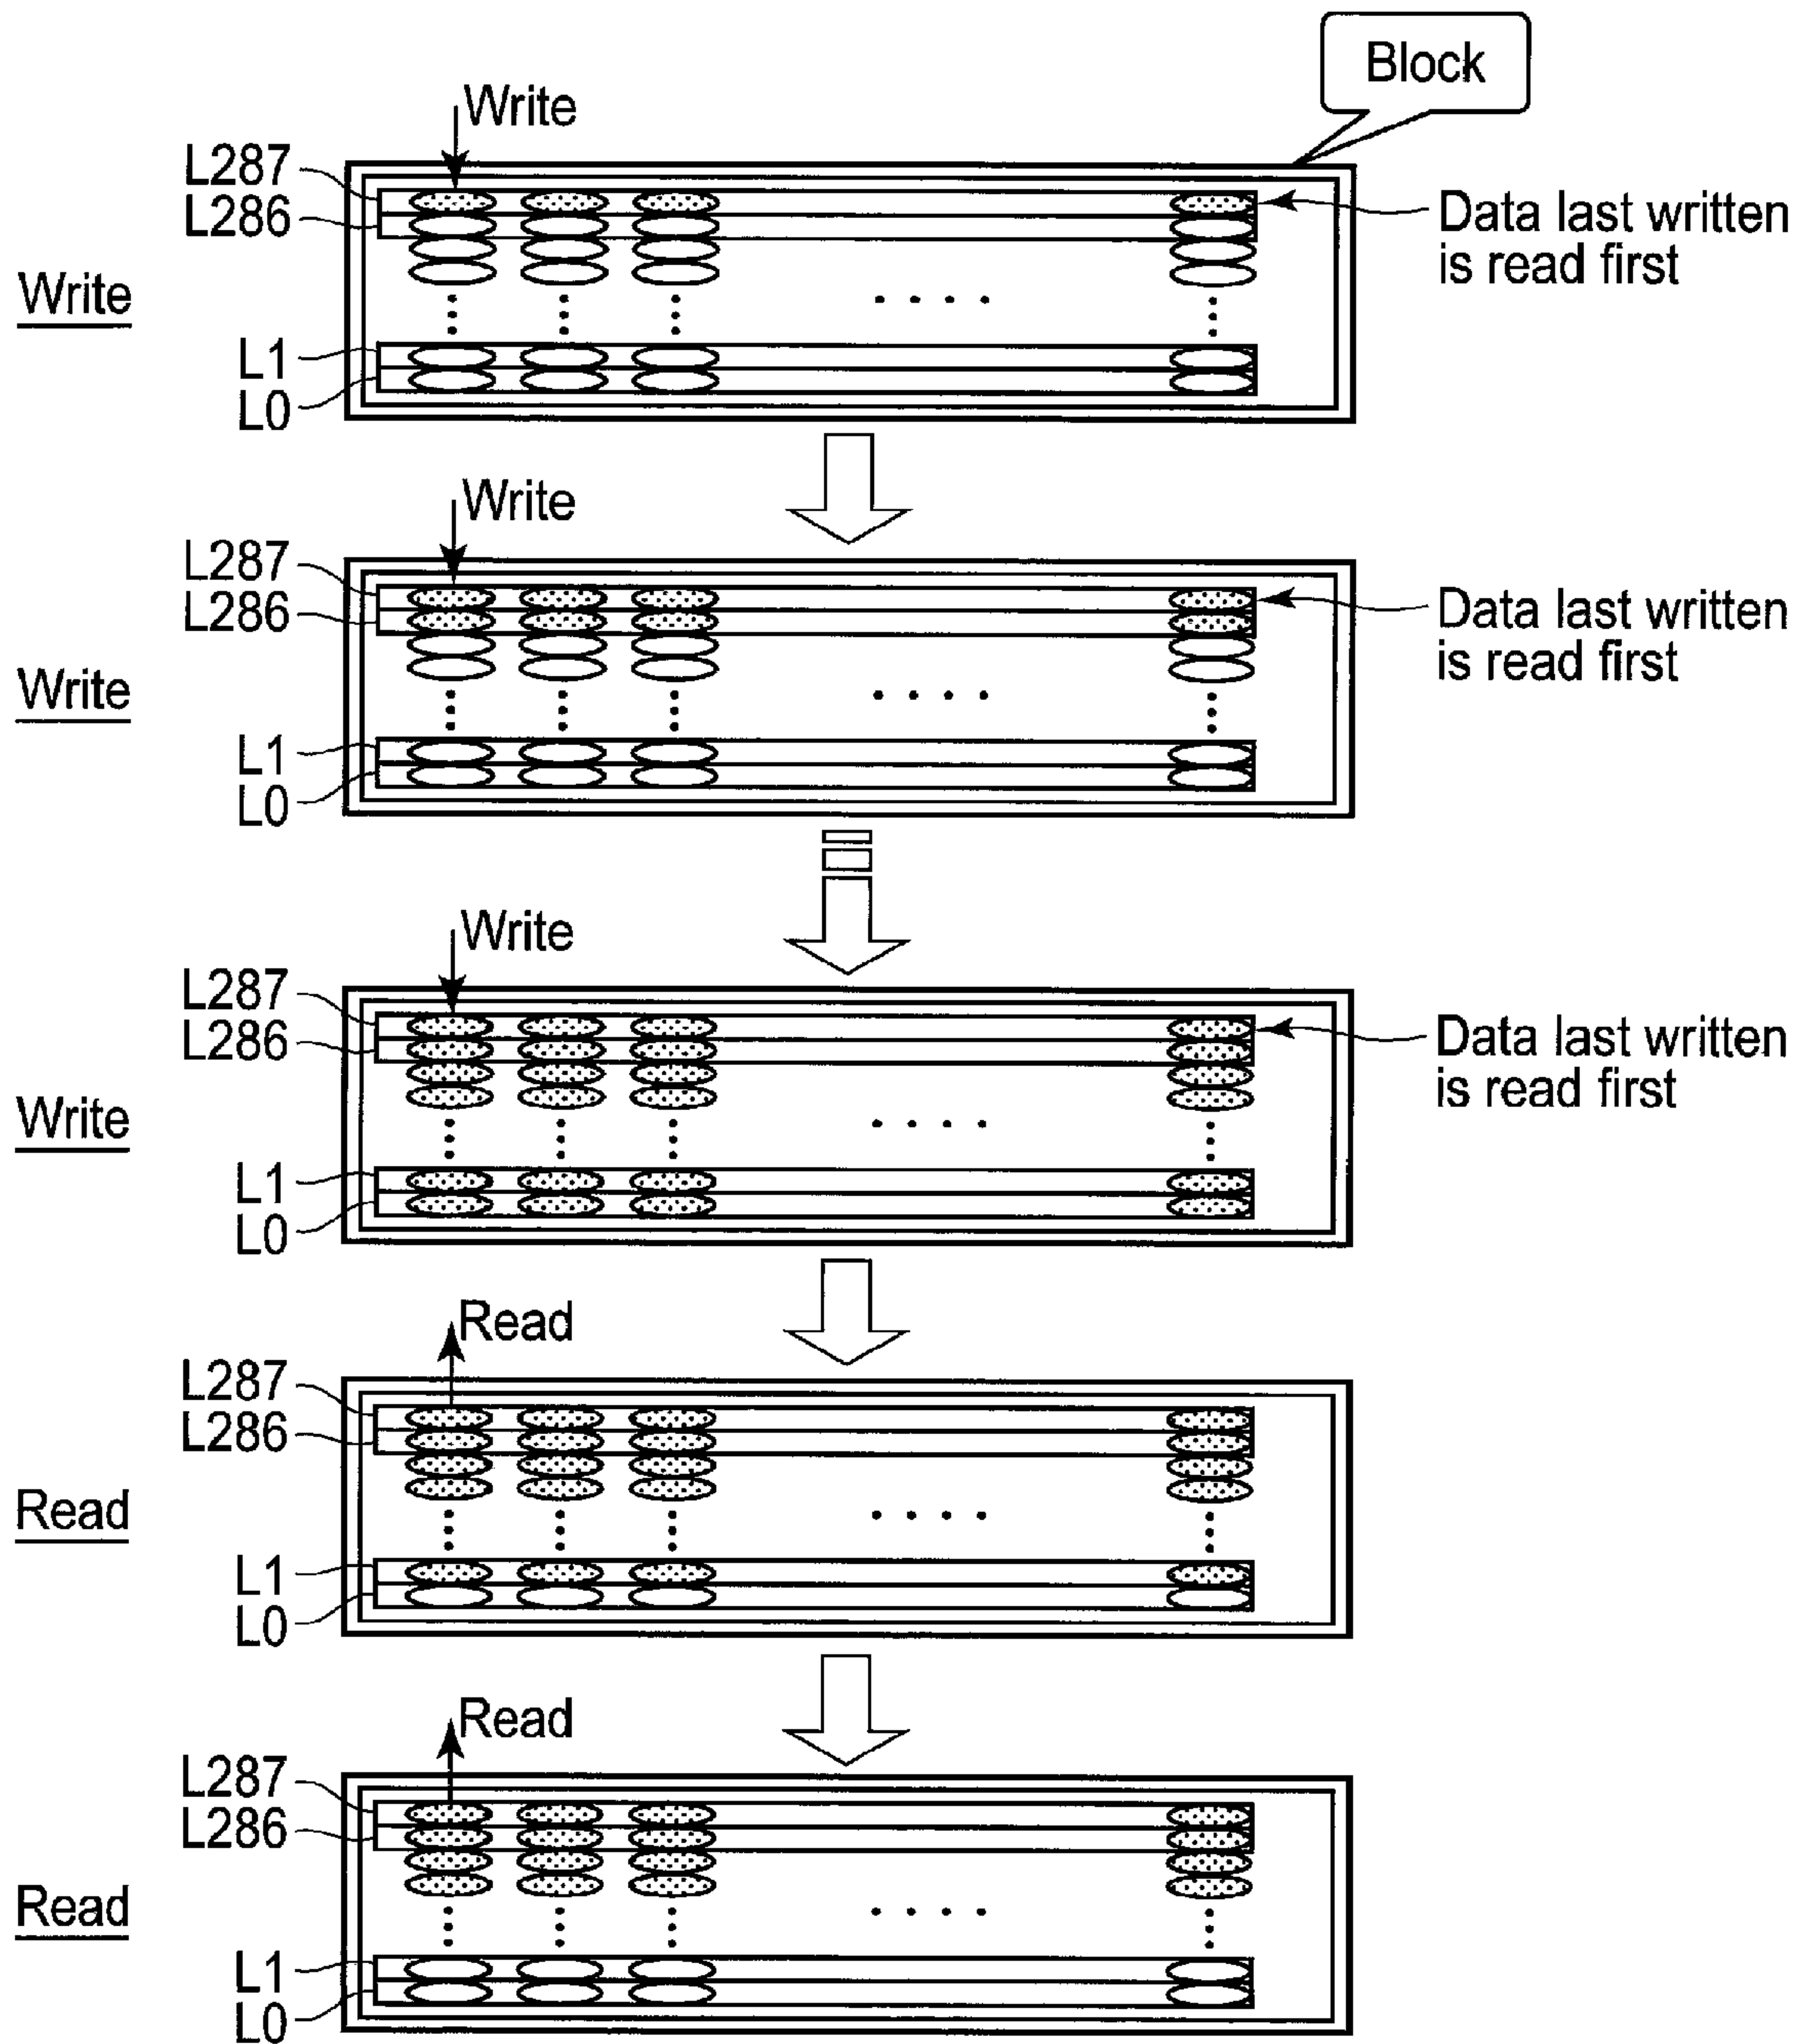 Block
Write
L287
L286
Data last written
is read first
Write
L1
L0
Write
L287
L286
Data last written
is read first
Write
L1
L0
Write
L287
L286
Data last written
is read first
Write
L1
L0
Read
L287
L286
Read
L1
L0
Read
L287
L286
Read
L1
L0